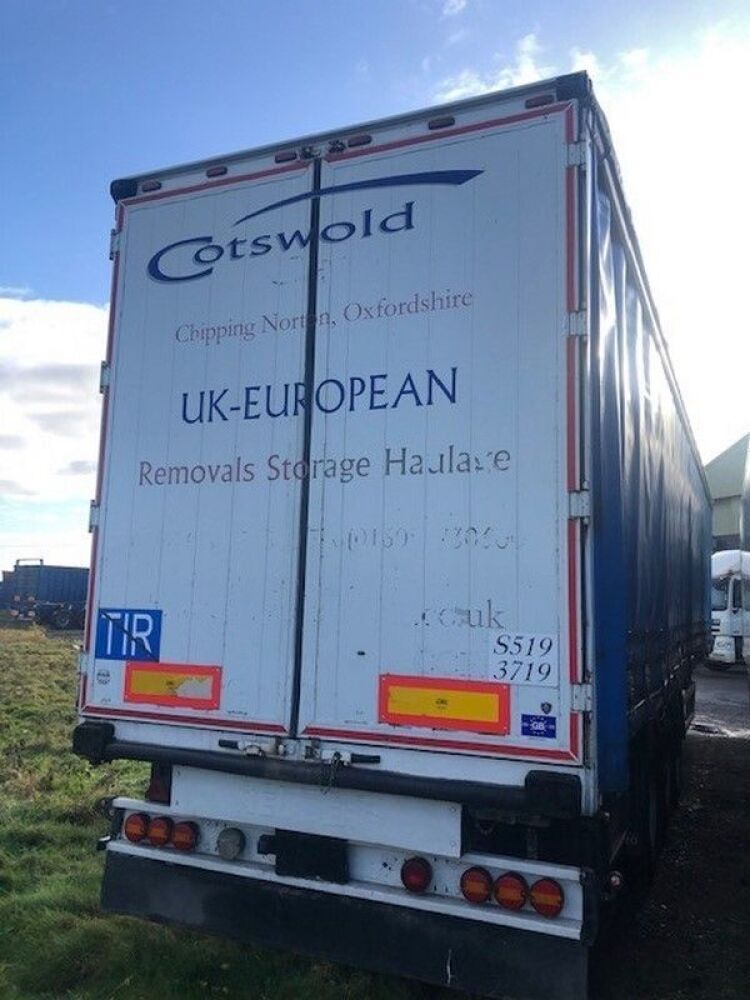 Cotswold
Chipping Norton, Oxfordshire
UK-EUROPEAN
Removals Storage Haulage
.co.uk
TIR
S519
3719
GB